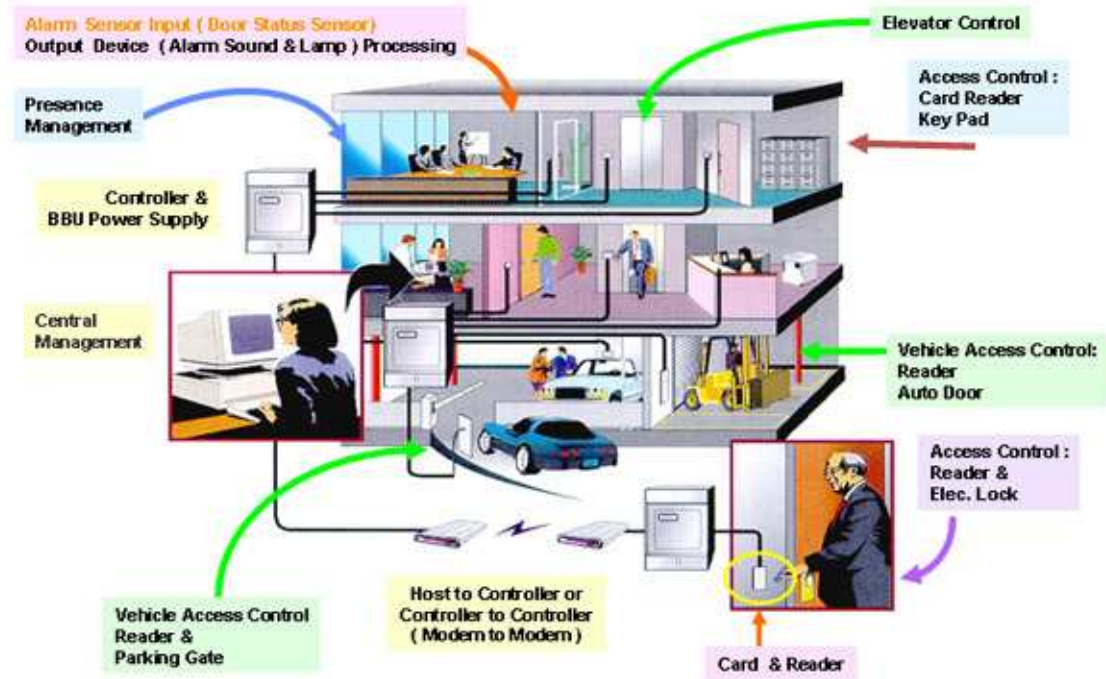 Alarm Sensor Input ( Door Status Sensor)
Output Device ( Alarm Sound & Lamp ) Processing
Elevator Control
Access Control :
Card Reader
Key Pad
Presence
Management
Controller &
BBU Power Supply
Central
Management
Vehicle Access Control:
Reader
Auto Door
Access Control :
Reader &
Elec. Lock
Host to Controller or
Controller to Controller
( Modern to Modern )
Vehicle Access Control
Reader &
Parking Gate
Card & Reader